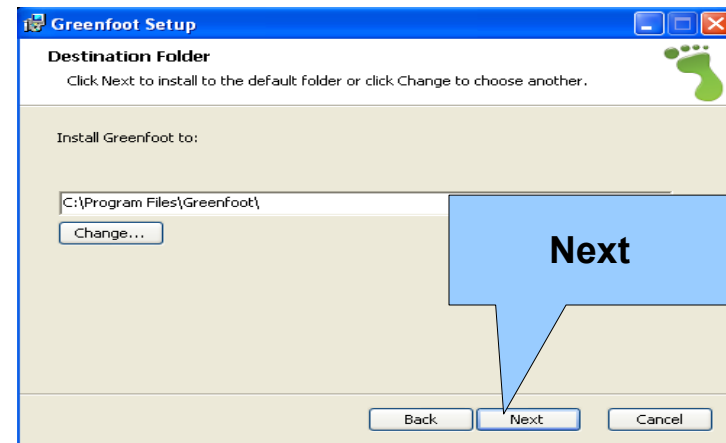 Greenfoot Setup
Destination Folder
Click Next to install to the default folder or click Change to choose another.
Install Greenfoot to:
C:\Program Files\Greenfoot\
Change...
Next
Back Next Cancel